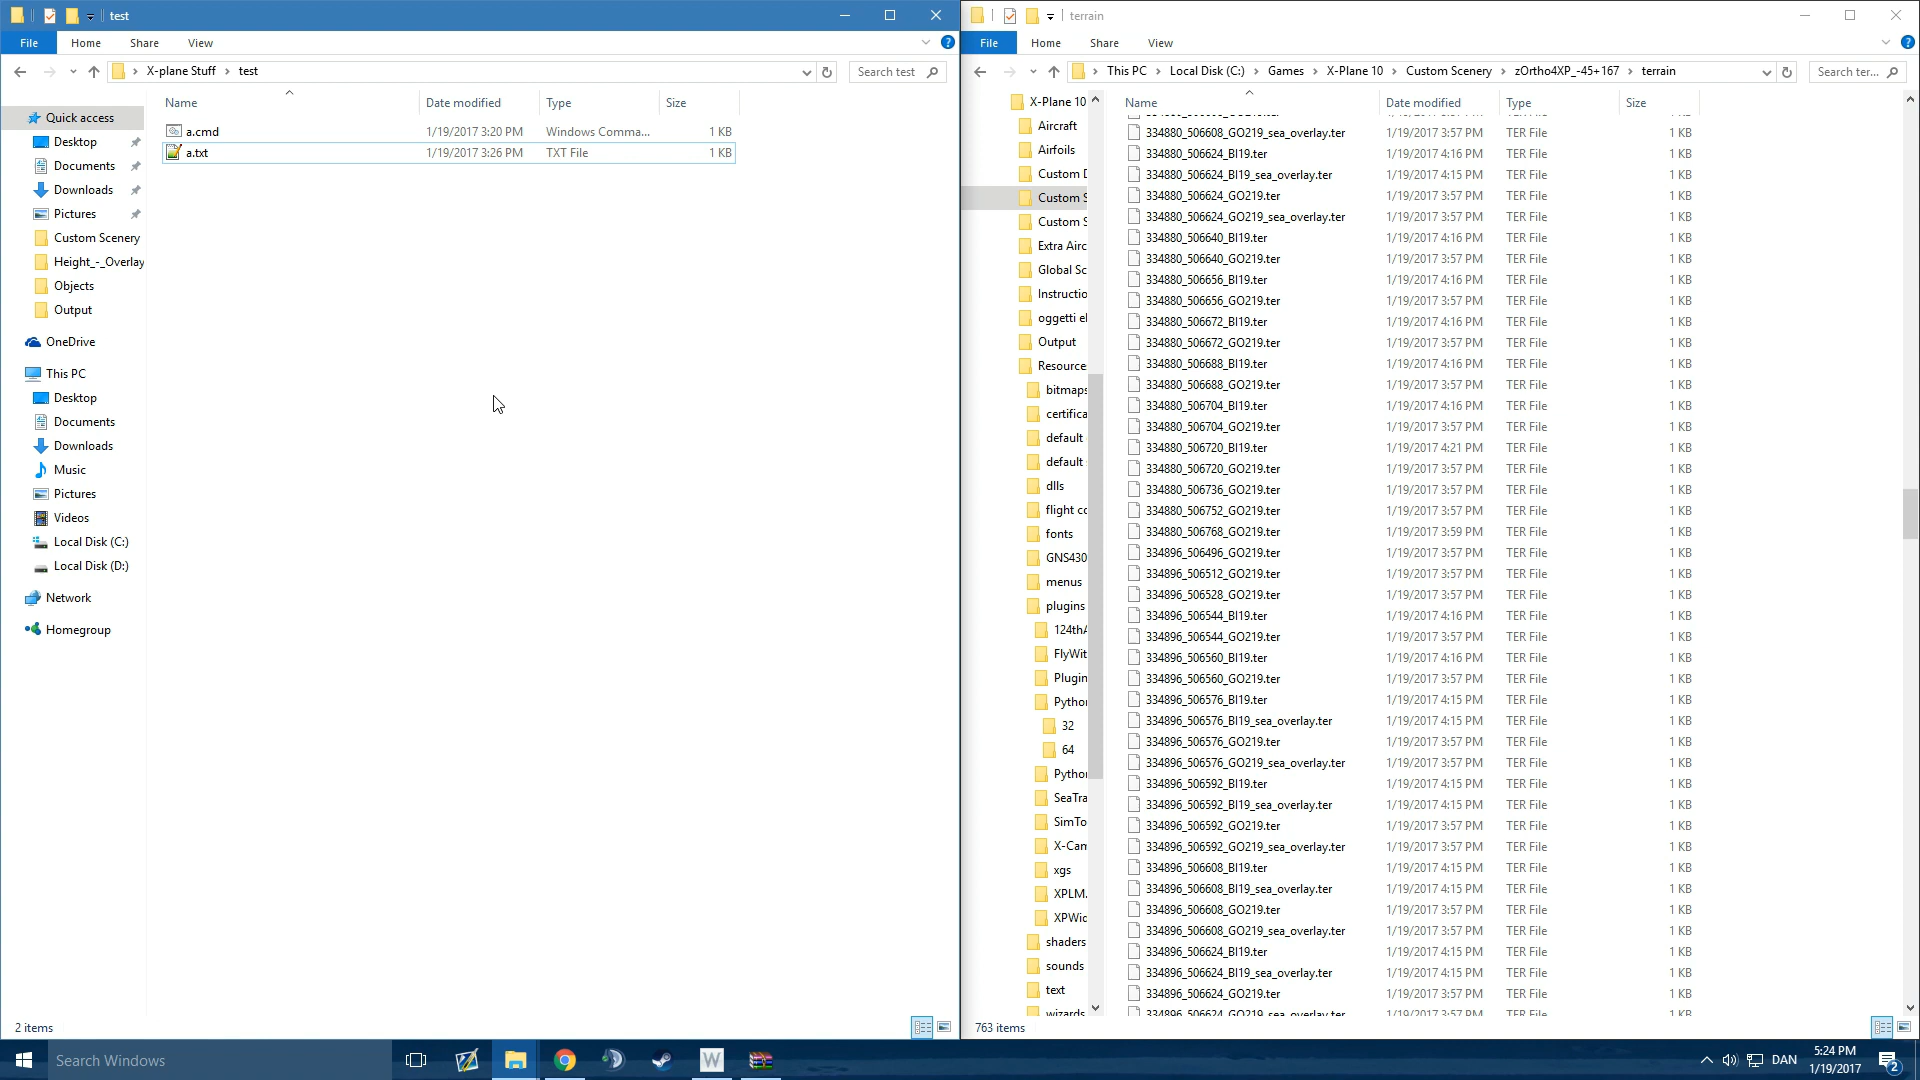 test
File Home Share View
X-plane Stuff test
Search test
Name Date modified Type Size
a.cmd 1/19/2017 3:20 PM Windows Comma... 1 KB
a.txt 1/19/2017 3:26 PM TXT File 1 KB
Quick access
Desktop
Documents
Downloads
Pictures
Custom Scenery
Height_-_Overlay
Objects
Output
OneDrive
This PC
Desktop
Documents
Downloads
Music
Pictures
Videos
Local Disk (C:)
Local Disk (D:)
Network
Homegroup
2 items
terrain
File Home Share View
This PC Local Disk (C:) Games X-Plane 10 Custom Scenery zOrtho4XP_-45+167 terrain
Search ter...
X-Plane 10
Aircraft
Airfoils
Custom D
Custom S
Custom S
Extra Airc
Global Sc
Instructio
oggetti el
Output
Resource
bitmaps
certifica
default
default
dlls
flight co
fonts
GNS430
menus
plugins
124thA
FlyWit
Plugin
Python
32
64
Python
SeaTra
SimTo
X-Cam
xgs
XPLM.
XPWid
shaders
sounds
text
wizards
Name Date modified Type Size
334880_506608_GO219_sea_overlay.ter 1/19/2017 3:57 PM TER File 1 KB
334880_506624_BI19.ter 1/19/2017 4:16 PM TER File 1 KB
334880_506624_BI19_sea_overlay.ter 1/19/2017 4:15 PM TER File 1 KB
334880_506624_GO219.ter 1/19/2017 3:57 PM TER File 1 KB
334880_506624_GO219_sea_overlay.ter 1/19/2017 3:57 PM TER File 1 KB
334880_506640_BI19.ter 1/19/2017 4:16 PM TER File 1 KB
334880_506640_GO219.ter 1/19/2017 3:57 PM TER File 1 KB
334880_506656_BI19.ter 1/19/2017 4:16 PM TER File 1 KB
334880_506656_GO219.ter 1/19/2017 3:57 PM TER File 1 KB
334880_506672_BI19.ter 1/19/2017 4:16 PM TER File 1 KB
334880_506672_GO219.ter 1/19/2017 3:57 PM TER File 1 KB
334880_506688_BI19.ter 1/19/2017 4:16 PM TER File 1 KB
334880_506688_GO219.ter 1/19/2017 3:57 PM TER File 1 KB
334880_506704_BI19.ter 1/19/2017 4:16 PM TER File 1 KB
334880_506704_GO219.ter 1/19/2017 3:57 PM TER File 1 KB
334880_506720_BI19.ter 1/19/2017 4:21 PM TER File 1 KB
334880_506720_GO219.ter 1/19/2017 3:57 PM TER File 1 KB
334880_506736_GO219.ter 1/19/2017 3:57 PM TER File 1 KB
334880_506752_GO219.ter 1/19/2017 3:57 PM TER File 1 KB
334880_506768_GO219.ter 1/19/2017 3:59 PM TER File 1 KB
334896_506496_GO219.ter 1/19/2017 3:57 PM TER File 1 KB
334896_506512_GO219.ter 1/19/2017 3:57 PM TER File 1 KB
334896_506528_GO219.ter 1/19/2017 3:57 PM TER File 1 KB
334896_506544_BI19.ter 1/19/2017 4:16 PM TER File 1 KB
334896_506544_GO219.ter 1/19/2017 3:57 PM TER File 1 KB
334896_506560_BI19.ter 1/19/2017 4:16 PM TER File 1 KB
334896_506560_GO219.ter 1/19/2017 3:57 PM TER File 1 KB
334896_506576_BI19.ter 1/19/2017 4:15 PM TER File 1 KB
334896_506576_BI19_sea_overlay.ter 1/19/2017 4:15 PM TER File 1 KB
334896_506576_GO219.ter 1/19/2017 3:57 PM TER File 1 KB
334896_506576_GO219_sea_overlay.ter 1/19/2017 3:57 PM TER File 1 KB
334896_506592_BI19.ter 1/19/2017 4:15 PM TER File 1 KB
334896_506592_BI19_sea_overlay.ter 1/19/2017 4:15 PM TER File 1 KB
334896_506592_GO219.ter 1/19/2017 3:57 PM TER File 1 KB
334896_506592_GO219_sea_overlay.ter 1/19/2017 3:57 PM TER File 1 KB
334896_506608_BI19.ter 1/19/2017 4:15 PM TER File 1 KB
334896_506608_BI19_sea_overlay.ter 1/19/2017 4:15 PM TER File 1 KB
334896_506608_GO219.ter 1/19/2017 3:57 PM TER File 1 KB
334896_506608_GO219_sea_overlay.ter 1/19/2017 3:57 PM TER File 1 KB
334896_506624_BI19.ter 1/19/2017 4:15 PM TER File 1 KB
334896_506624_BI19_sea_overlay.ter 1/19/2017 4:15 PM TER File 1 KB
334896_506624_GO219.ter 1/19/2017 3:57 PM TER File 1 KB
334896_506624_GO219_sea_overlay.ter 1/19/2017 3:57 PM TER File 1 KB
763 items
Search Windows
DAN
5:24 PM
1/19/2017
2